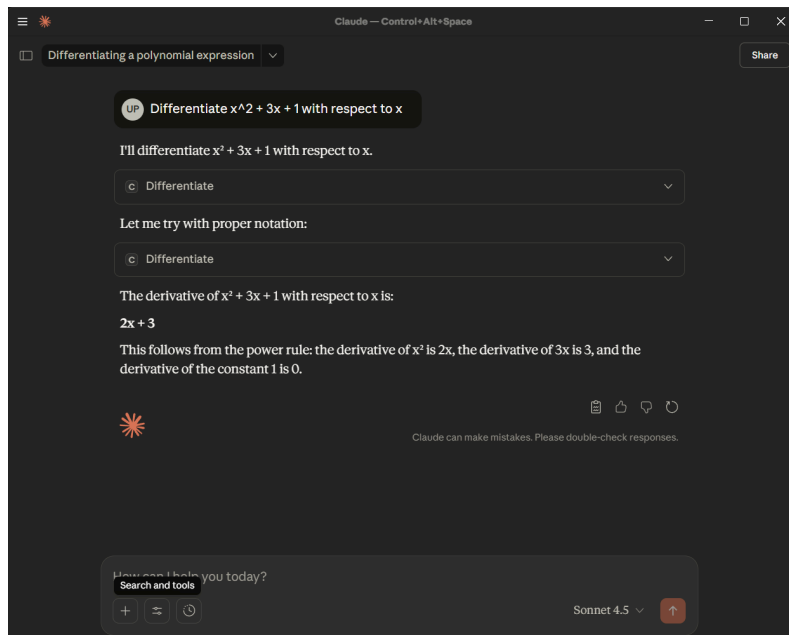 Claude — Control+Alt+Space
Differentiating a polynomial expression
Share
UP Differentiate x^2 + 3x + 1 with respect to x
I'll differentiate x² + 3x + 1 with respect to x.
C Differentiate
Let me try with proper notation:
C Differentiate
The derivative of x² + 3x + 1 with respect to x is:
2x + 3
This follows from the power rule: the derivative of x² is 2x, the derivative of 3x is 3, and the
derivative of the constant 1 is 0.
Claude can make mistakes. Please double-check responses.
How can I help you today?
Search and tools
Sonnet 4.5